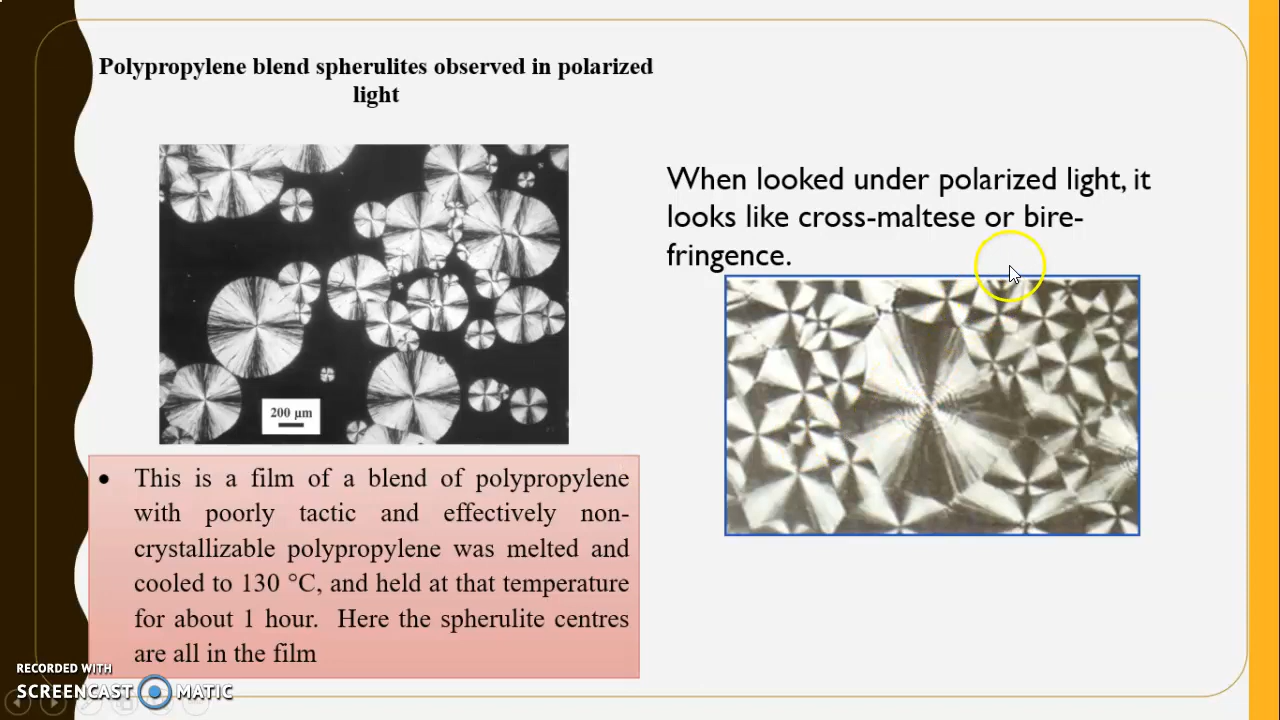 Polypropylene blend spherulites observed in polarized
light
When looked under polarized light, it
looks like cross-maltese or bire-
fringence.
200 µm
• This is a film of a blend of polypropylene
with poorly tactic and effectively non-
crystallizable polypropylene was melted and
cooled to 130 °C, and held at that temperature
for about 1 hour. Here the spherulite centres
are all in the film
RECORDED WITH
SCREENCAST MATIC